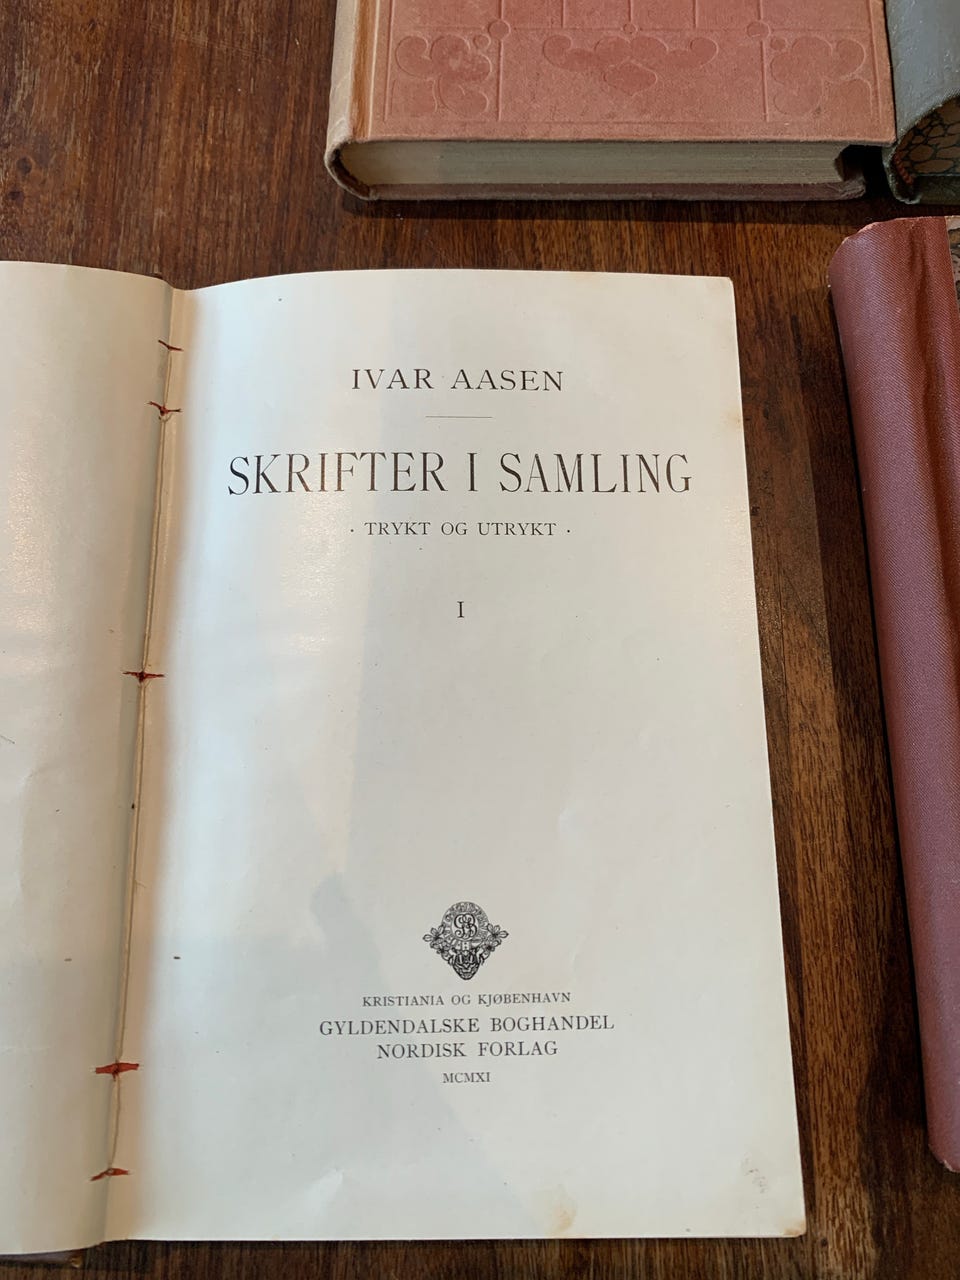 IVAR AASEN
SKRIFTER I SAMLING
· TRYKT OG UTRYKT ·
I
KRISTIANIA OG KJØBENHAVN
GYLDENDALSKE BOGHANDEL
NORDISK FORLAG
MCMXI